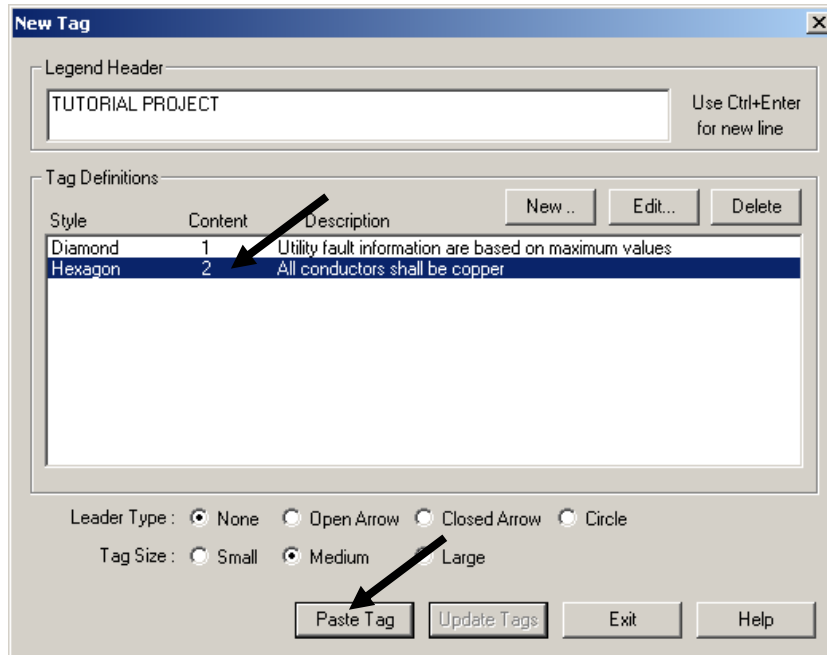 New Tag
Legend Header
TUTORIAL PROJECT
Use Ctrl+Enter
for new line
Tag Definitions
New .. Edit... Delete
Style Content Description
Diamond 1 Utility fault information are based on maximum values
Hexagon 2 All conductors shall be copper
Leader Type : None Open Arrow Closed Arrow Circle
Tag Size : Small Medium Large
Paste Tag Update Tags Exit Help